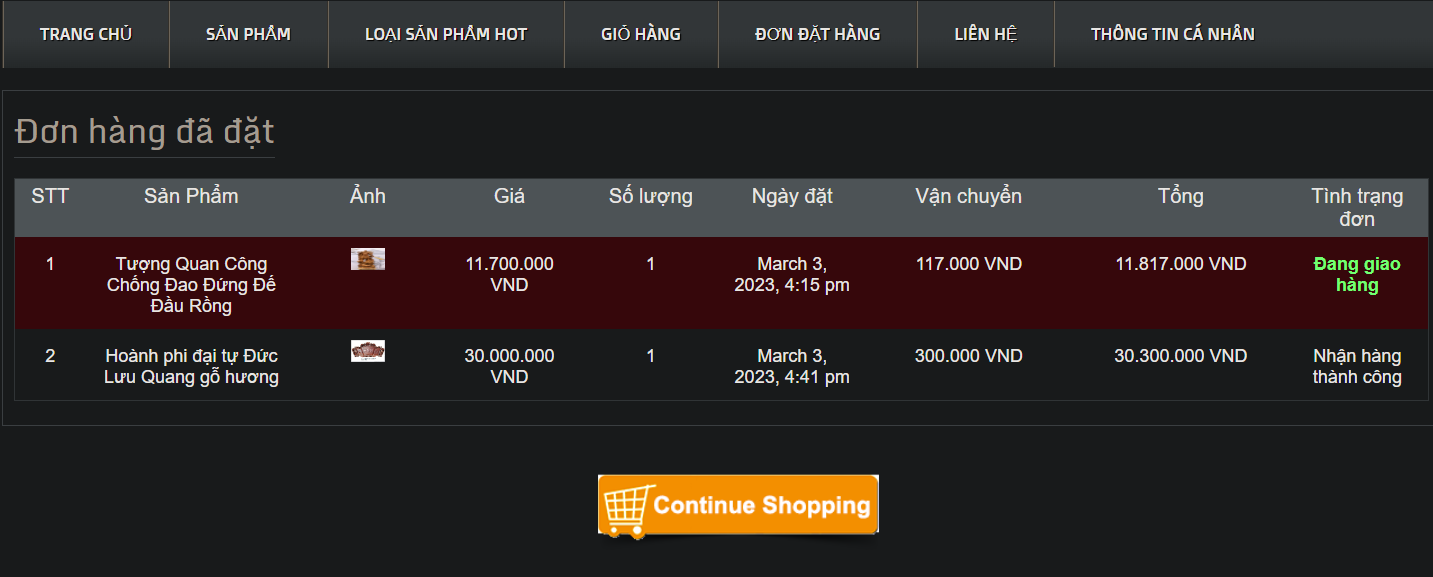 TRANG CHỦ SẢN PHẨM LOẠI SẢN PHẨM HOT GIỎ HÀNG ĐƠN ĐẶT HÀNG LIÊN HỆ THÔNG TIN CÁ NHÂN
Đơn hàng đã đặt
STT Sản Phẩm Ảnh Giá Số lượng Ngày đặt Vận chuyển Tổng Tình trạng
đơn
1 Tượng Quan Công 11.700.000 1 March 3, 117.000 VND 11.817.000 VND Đang giao
Chống Đao Đứng Đế VND 2023, 4:15 pm hàng
Đầu Rồng
2 Hoành phi đại tự Đức 30.000.000 1 March 3, 300.000 VND 30.300.000 VND Nhận hàng
Lưu Quang gỗ hương VND 2023, 4:41 pm thành công
Continue Shopping